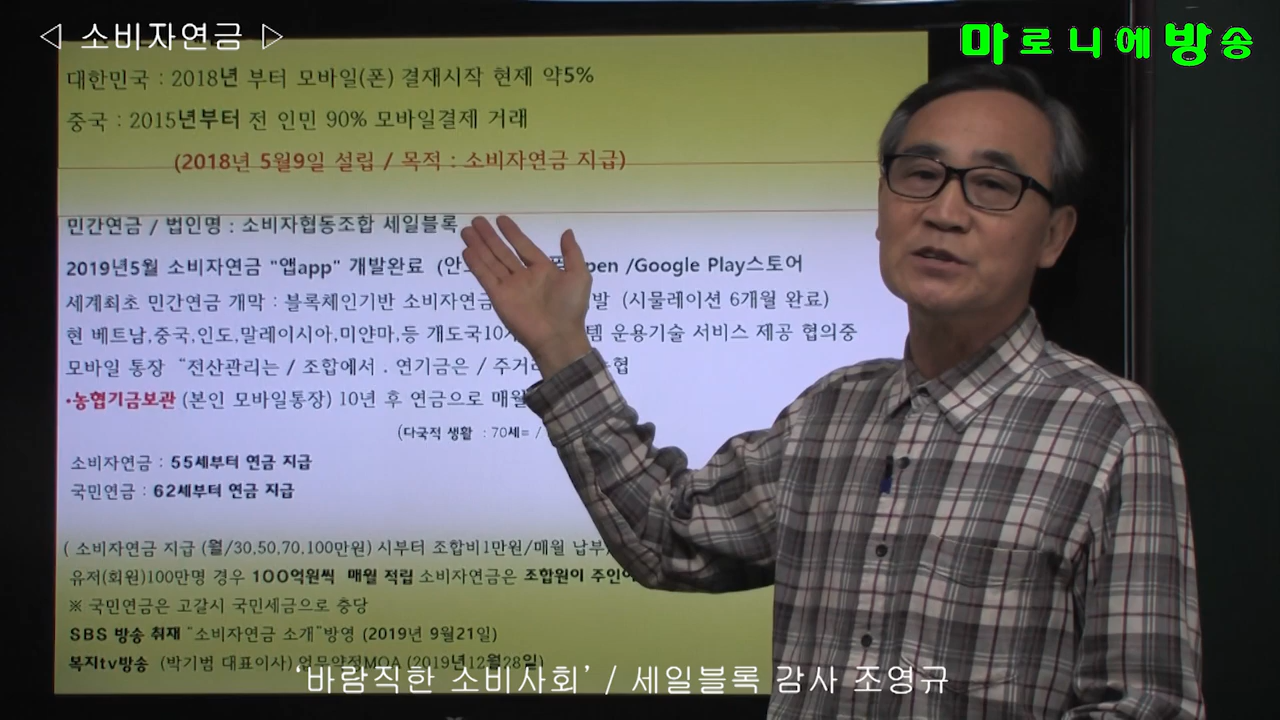 ◁ 소비자연금 ▷
마로니에방송
대한민국 : 2018년 부터 모바일(폰) 결재시작 현제 약5%
중국 : 2015년부터 전 인민 90% 모바일결제 거래
(2018년 5월9일 설립 / 목적 : 소비자연금 지급)
민간연금 / 법인명 : 소비자협동조합 세일블록
2019년5월 소비자연금 "앱app" 개발완료 (안 pen /Google Play스토어
세계최초 민간연금 개막 : 블록체인기반 소비자연금 발 (시물레이션 6개월 완료)
현 베트남,중국,인도,말레이시아,미얀마,등 개도국10 템 운용기술 서비스 제공 협의중
모바일 통장 “전산관리는 / 조합에서 . 연기금은 / 주거 농협
•농협기금보관 (본인 모바일통장) 10년 후 연금으로 매월
(다국적 생활 : 70세= /
소비자연금 : 55세부터 연금 지급
국민연금 : 62세부터 연금 지급
( 소비자연금 지급 (월/30,50,70,100만원) 시부터 조합비1만원/매월 납부)
유저(회원)100만명 경우 100억원씩 매월 적립 소비자연금은 조합원이 주인
※ 국민연금은 고갈시 국민세금으로 충당
SBS 방송 취재 “소비자연금 소개”방영 (2019년 9월21일)
복지tv방송 (박기범 대표이사) 업무약정MOA (2019년12월28일)
‘바람직한 소비사회’ / 세일블록 감사 조영규